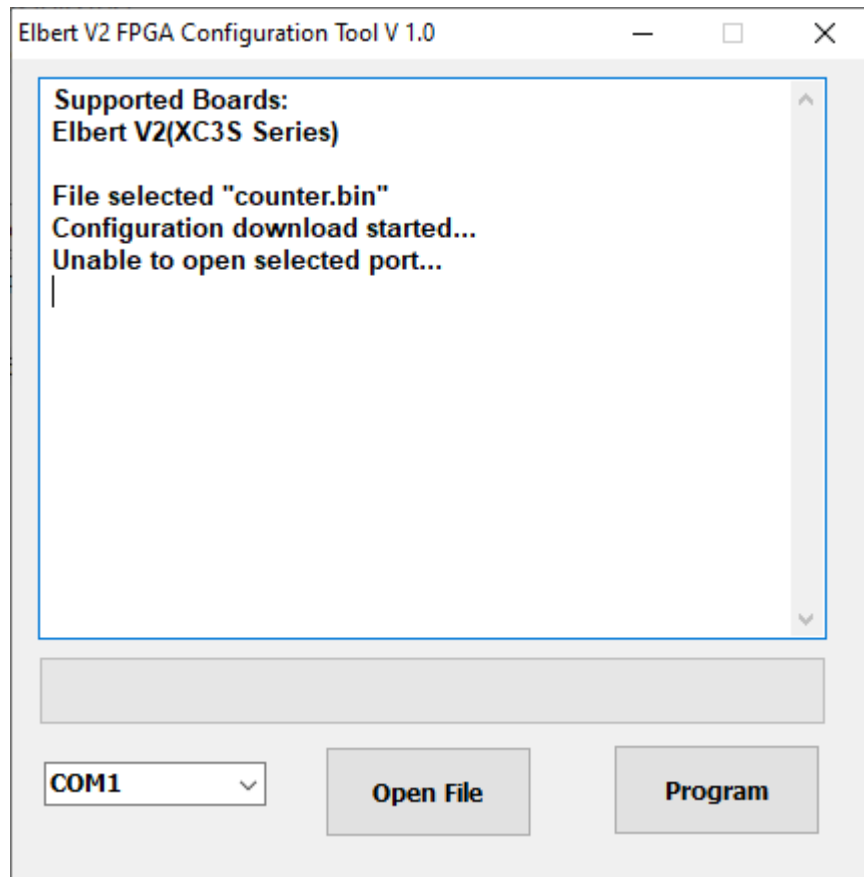 Elbert V2 FPGA Configuration Tool V 1.0
Supported Boards:
Elbert V2(XC3S Series)
File selected "counter.bin"
Configuration download started...
Unable to open selected port...
COM1
Open File
Program